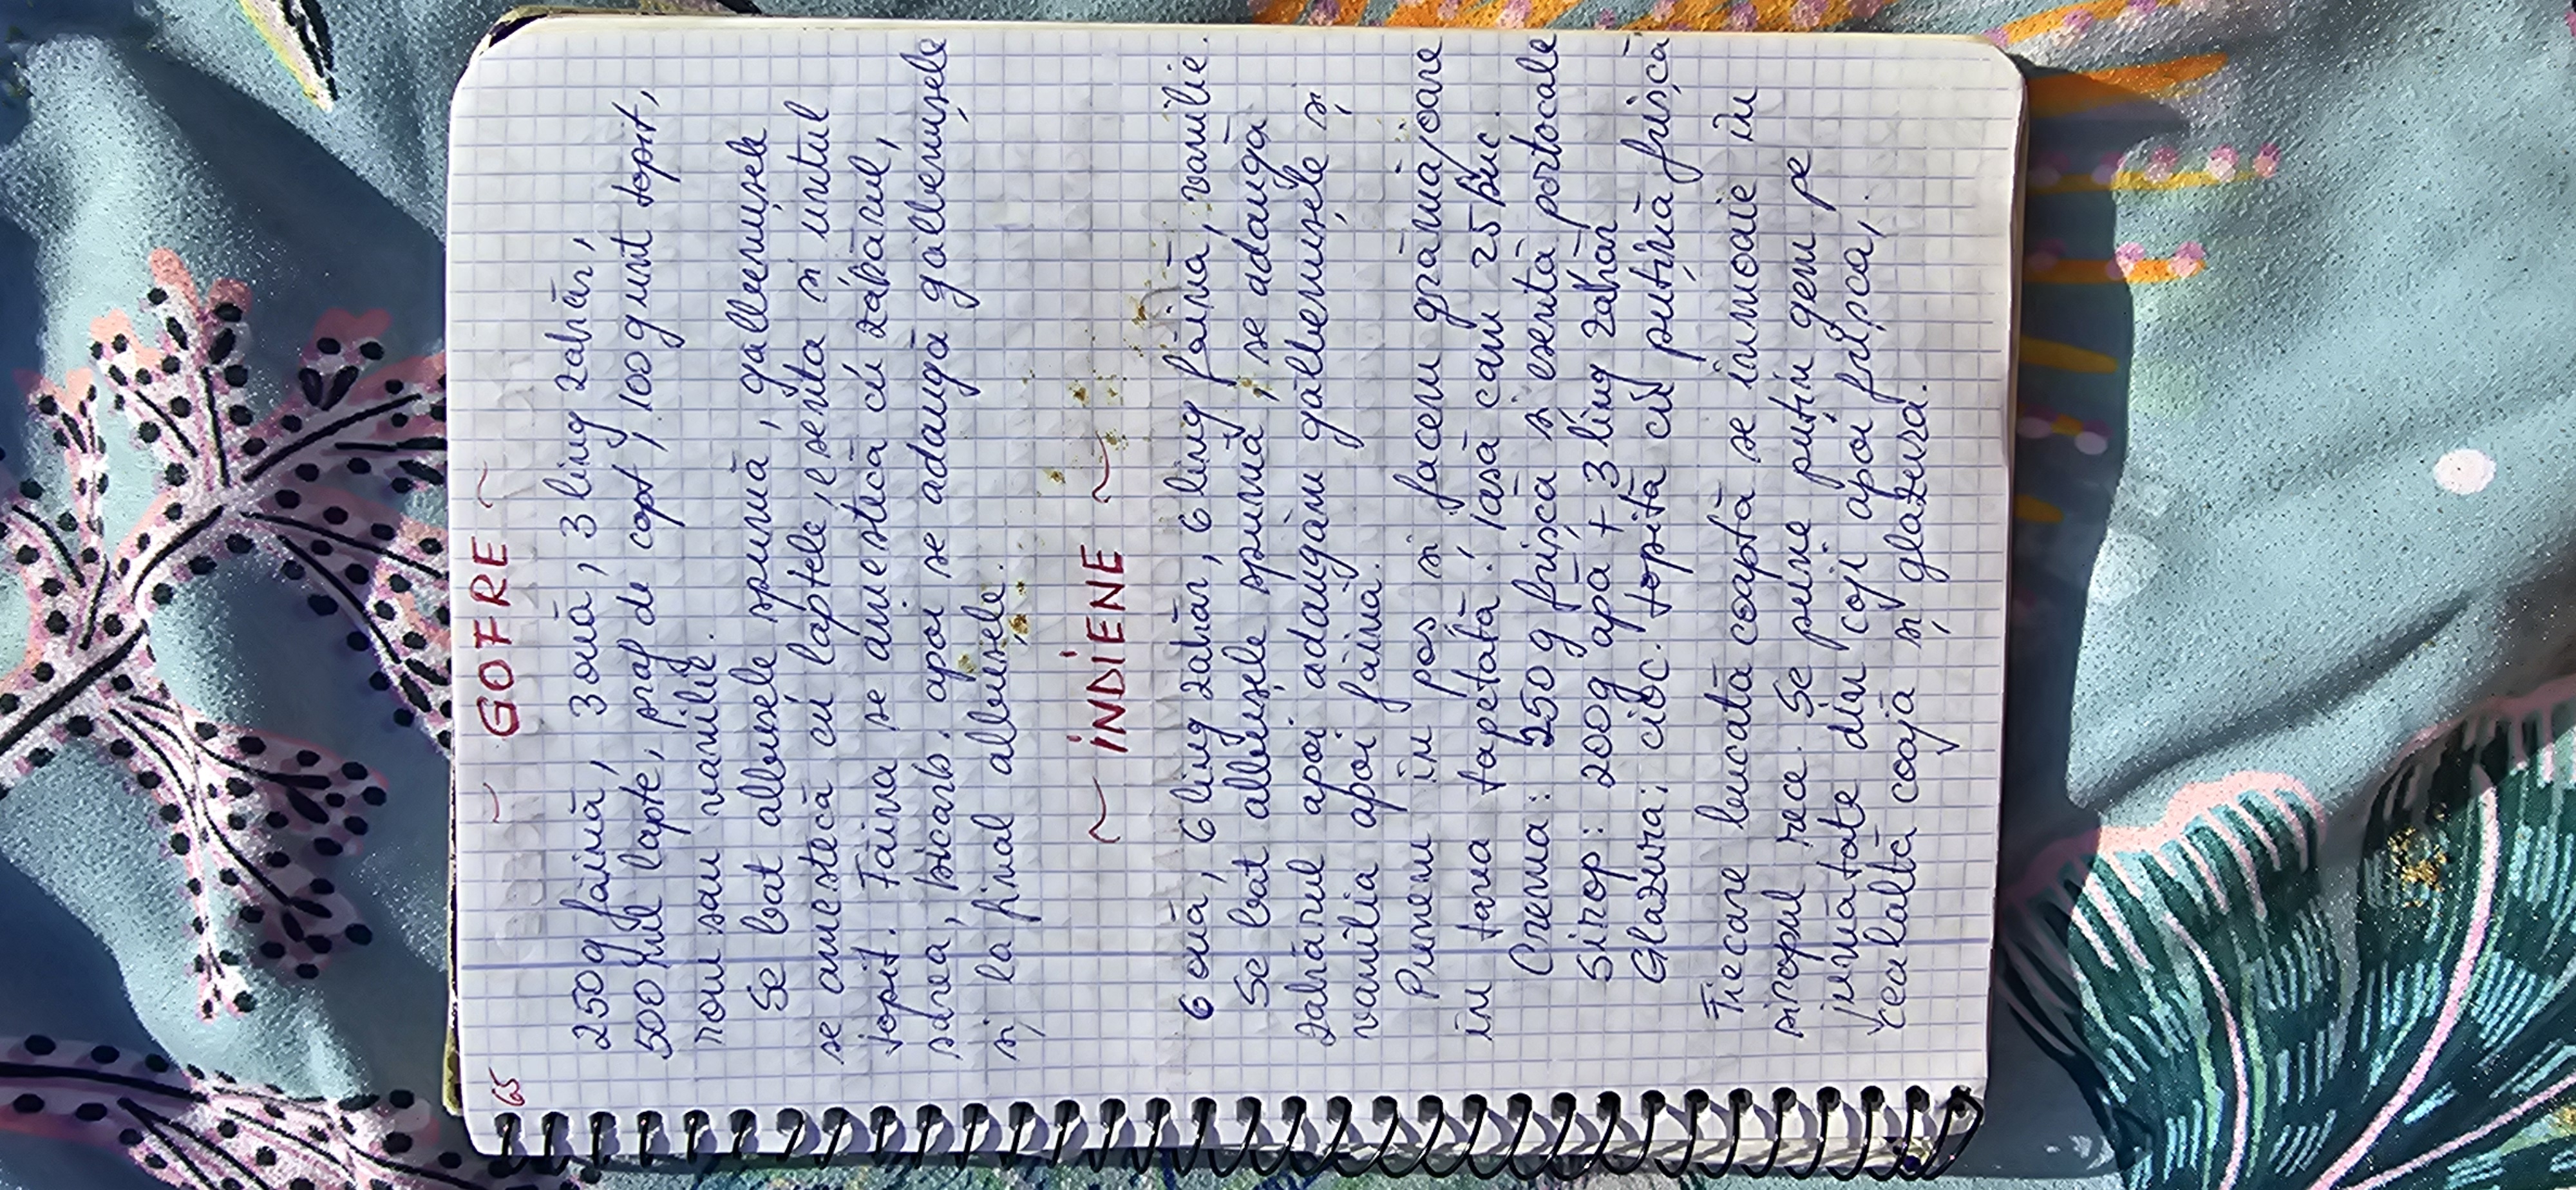 65
~ GOFRE ~
250g făină, 3 ouă, 3 ling zahăr,
500 ml lapte, praf de copt, 100g unt topit,
rom sau vanilie.
Se bat albușele spumă, gălbenușele
se amestecă cu laptele, esența și untul
topit. Făina se amestecă cu zahărul,
sarea, bicarb. apoi se adaugă gălbenușele
și la final albușele.
~ INDIENE ~
6 ouă, 6 ling zahăr, 6 ling făină, vanilie.
Se bat albușele spumă, se adaugă
zahărul apoi adaugăm gălbenușele și
vanilia apoi făina.
Punem în poș și facem grămăjoare
în tava tapetată. Iasă cam 25 buc.
Crema: 250g frișcă și esență portocale
Sirop: 200g apă + 3 ling zahăr
Glazura: cioc. topită cu puțină frișcă
Fiecare bucată coaptă se înmoaie în
siropul rece. Se pune puțin gem pe
jumătate din coji apoi frișca,
cealaltă coajă și glazura.